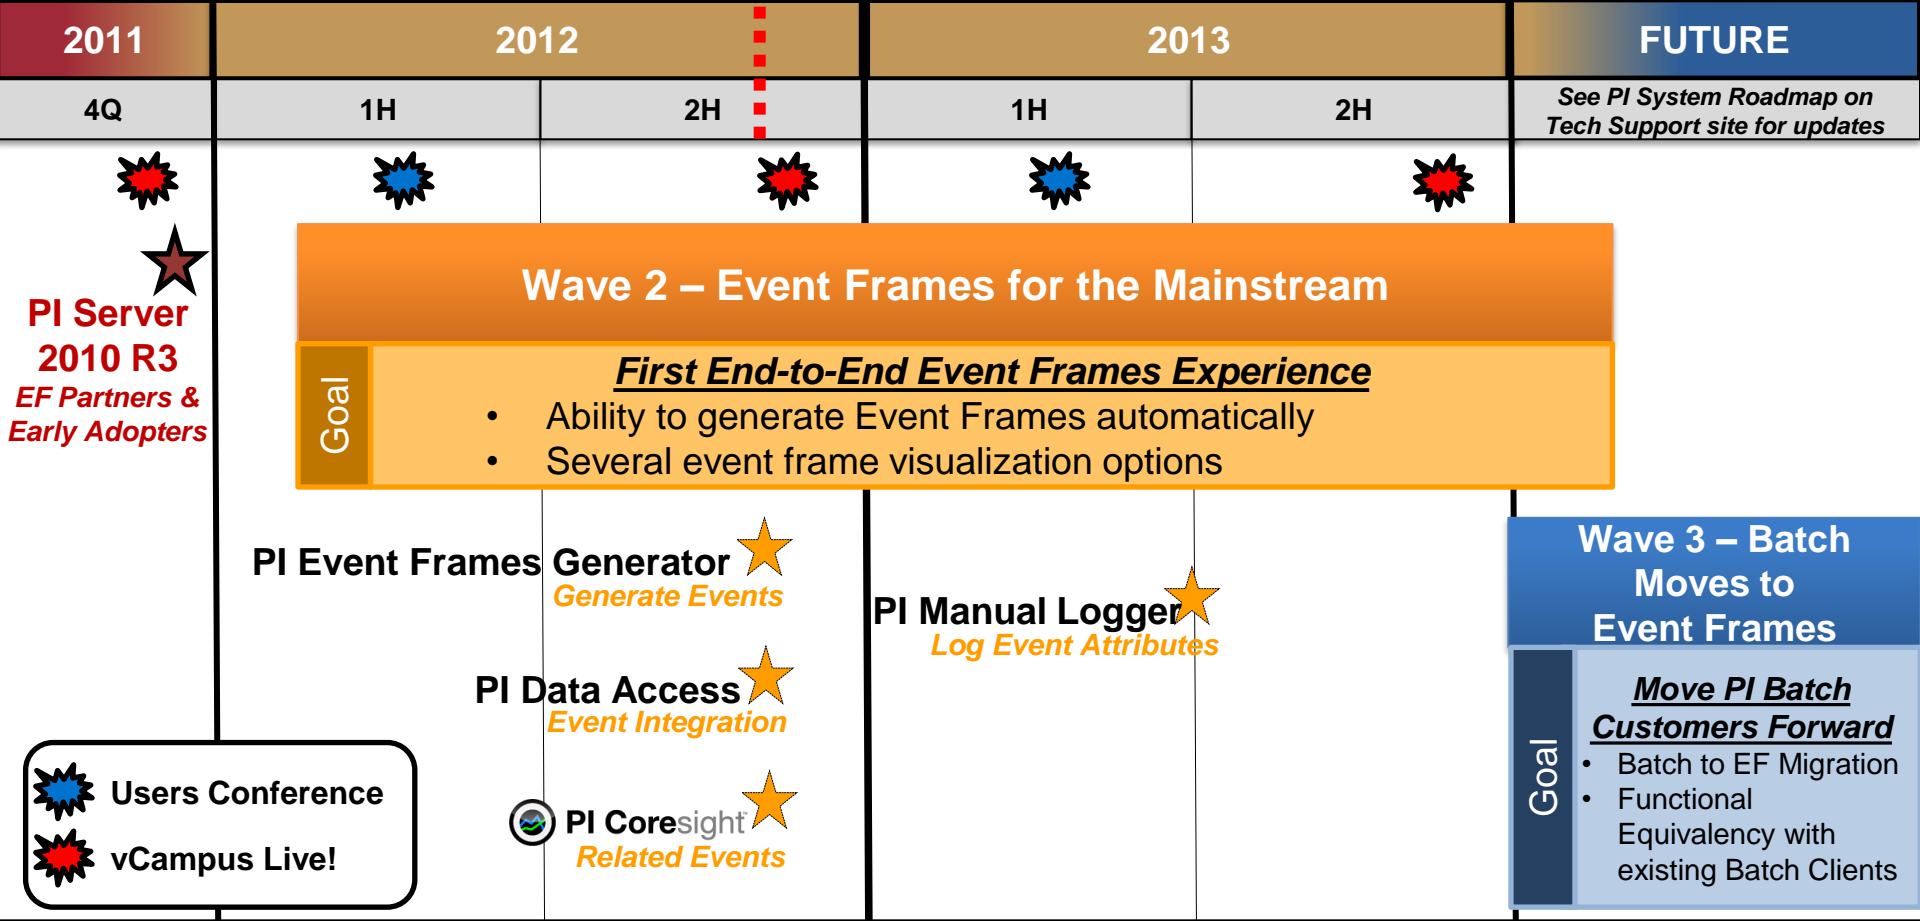 2011
2012
2013
FUTURE
4Q
1H
2H
1H
2H
See PI System Roadmap on
Tech Support site for updates
PI Server
2010 R3
EF Partners &
Early Adopters
Wave 2 – Event Frames for the Mainstream
Goal
First End-to-End Event Frames Experience
• Ability to generate Event Frames automatically
• Several event frame visualization options
PI Event Frames Generator
Generate Events
PI Manual Logger
Log Event Attributes
PI Data Access
Event Integration
PI Coresight
Related Events
Wave 3 – Batch
Moves to
Event Frames
Goal
Move PI Batch
Customers Forward
• Batch to EF Migration
• Functional
Equivalency with
existing Batch Clients
Users Conference
vCampus Live!